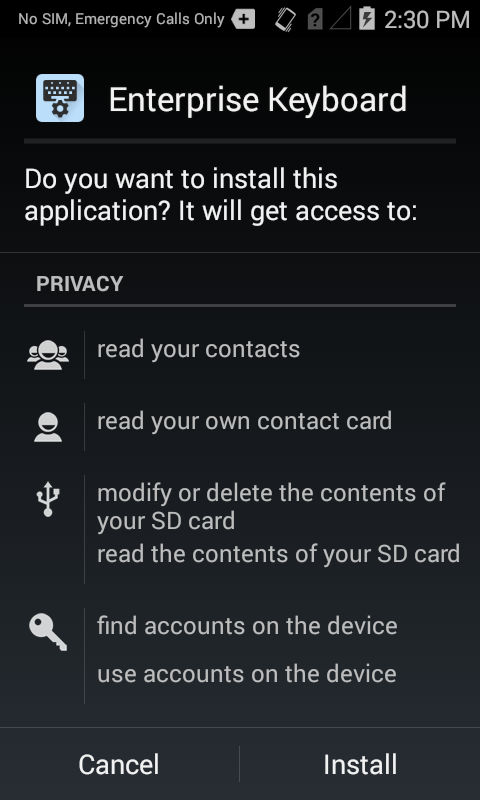 No SIM, Emergency Calls Only
2:30 PM
Enterprise Keyboard
Do you want to install this
application? It will get access to:
PRIVACY
read your contacts
read your own contact card
modify or delete the contents of
your SD card
read the contents of your SD card
find accounts on the device
use accounts on the device
Cancel
Install